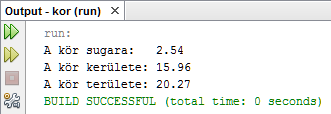 Output - kor (run) ×
run:
A kör sugara:   2.54
A kör kerülete: 15.96
A kör területe: 20.27
BUILD SUCCESSFUL (total time: 0 seconds)